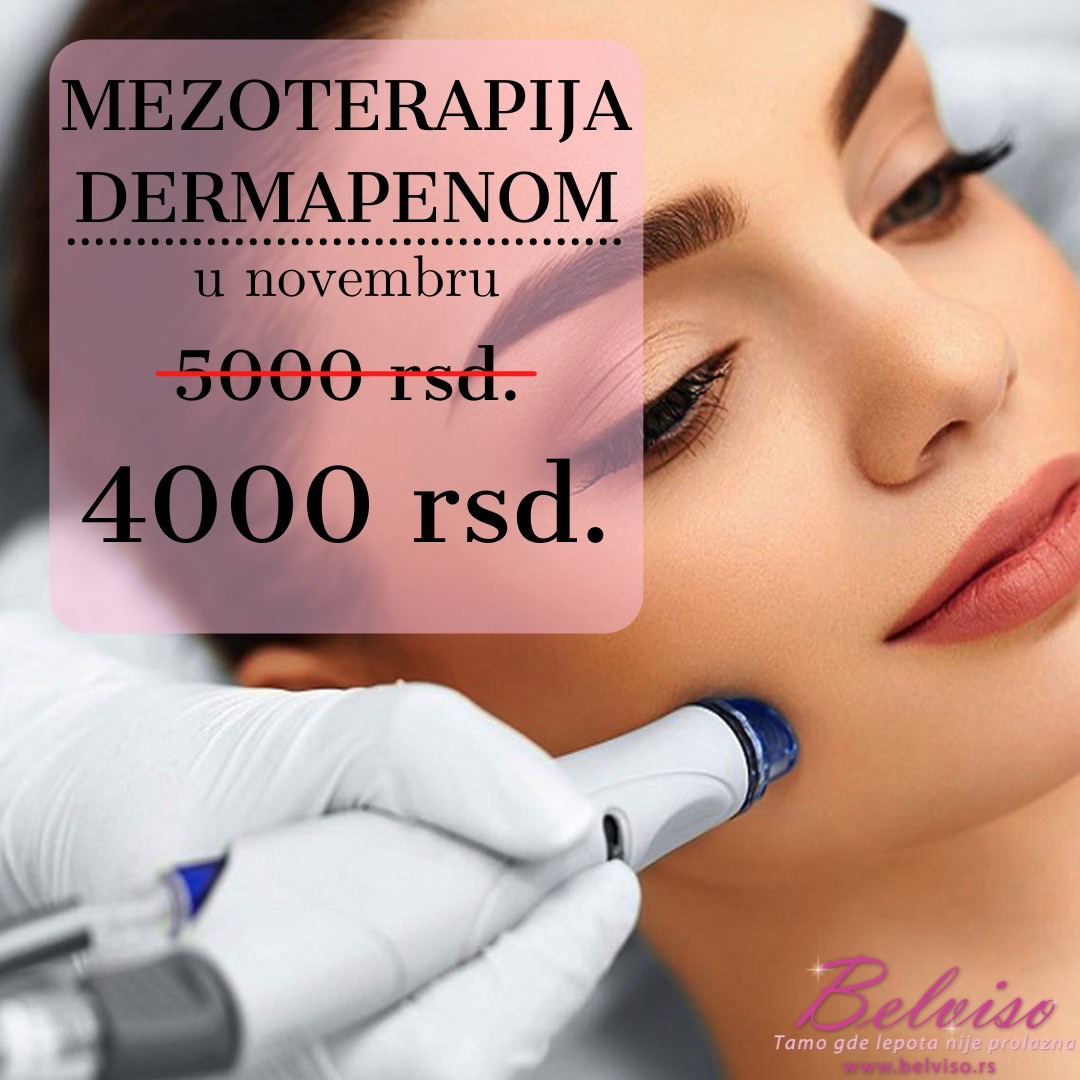 MEZOTERAPIJA
DERMAPENOM
u novembru
5000 rsd.
4000 rsd.
Belviso
Tamo gde lepota nije prolazna
www.belviso.rs